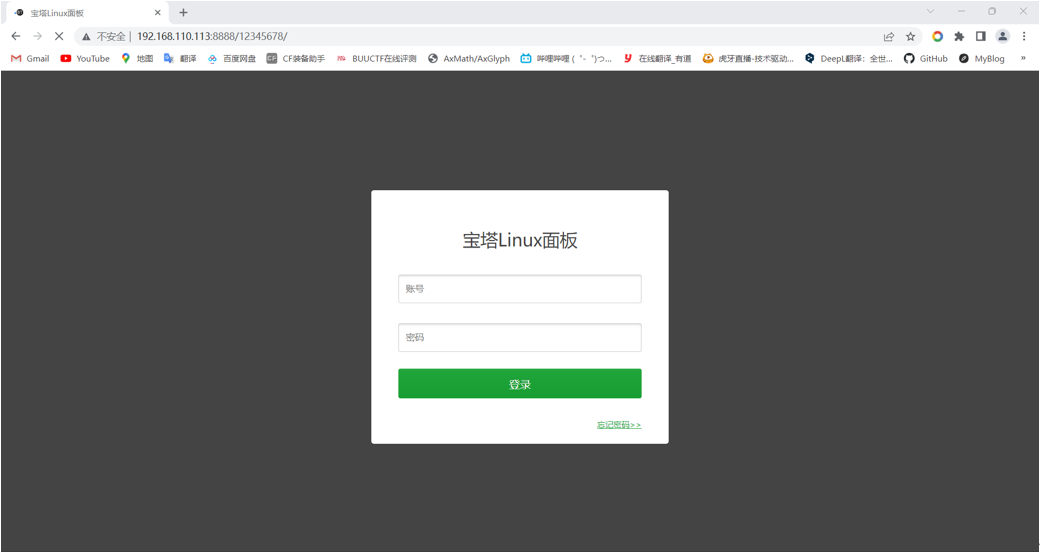 宝塔Linux面板
不安全 | 192.168.110.113:8888/12345678/
Gmail YouTube 地图 翻译 百度网盘 CF CF装备助手 BUUCTF在线评测 AxMath/AxGlyph 哔哩哔哩 (゜-゜)つ... 在线翻译_有道 虎牙直播-技术驱动... DeepL翻译：全世... GitHub MyBlog »
宝塔Linux面板
账号
密码
登录
忘记密码>>